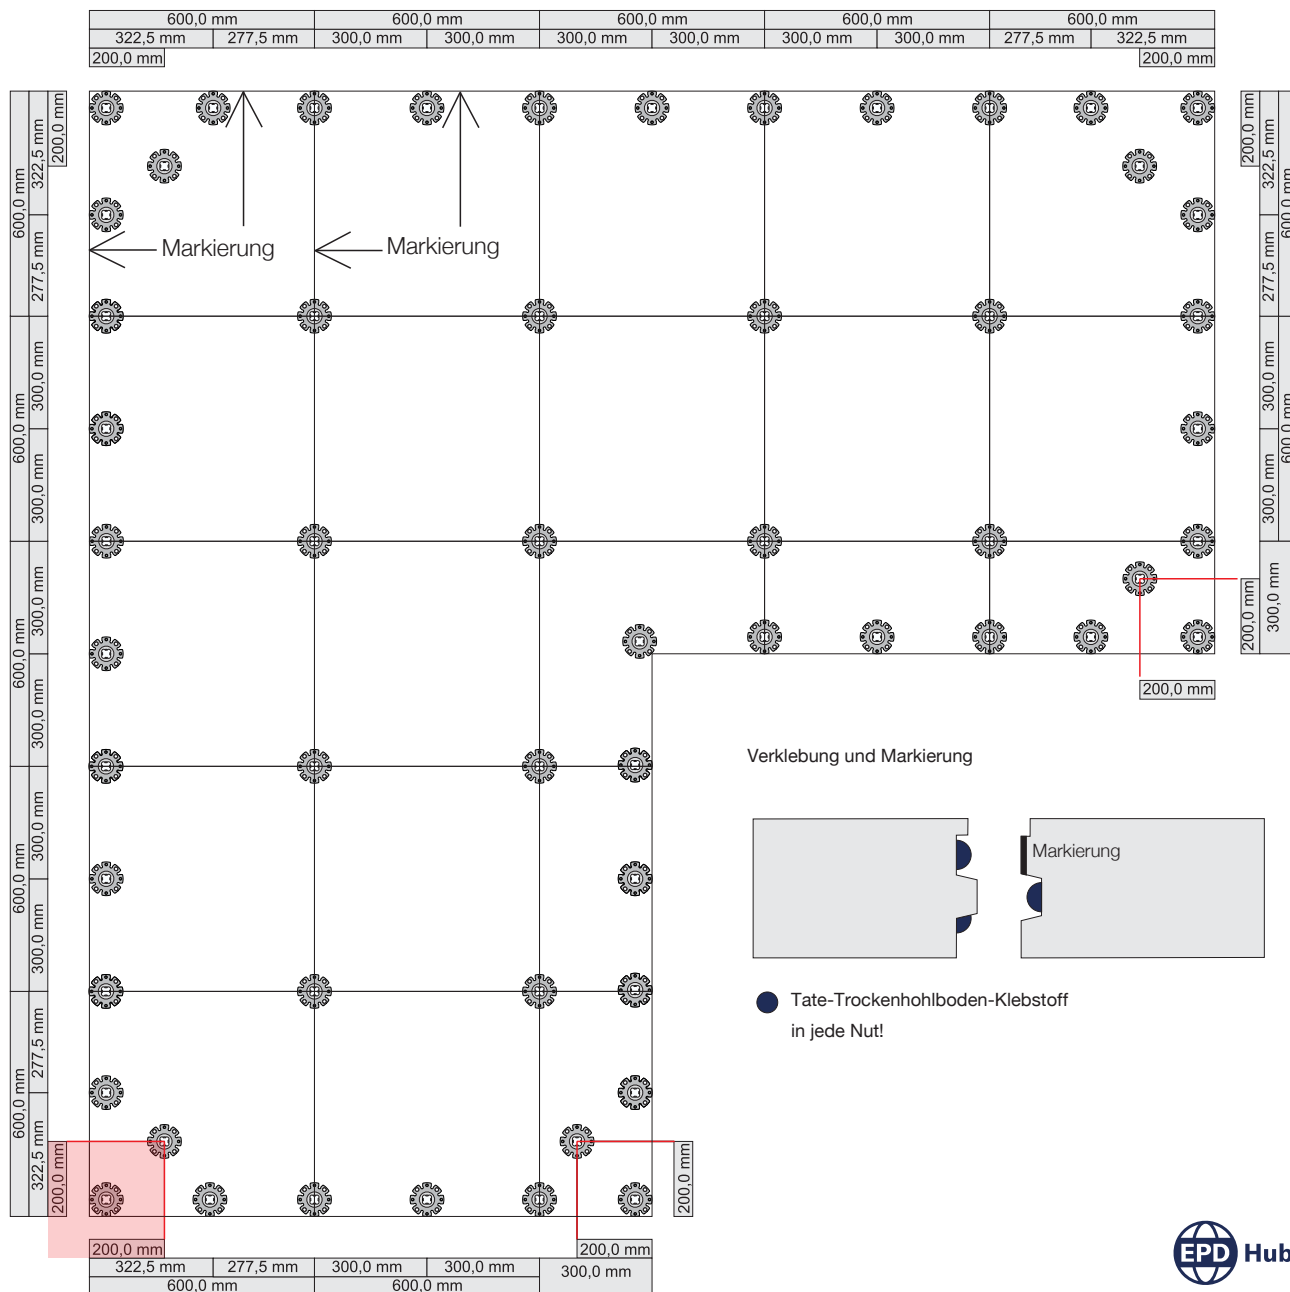 600,0 mm 600,0 mm 600,0 mm 600,0 mm 600,0 mm
322,5 mm 277,5 mm 300,0 mm 300,0 mm 300,0 mm 300,0 mm 300,0 mm 300,0 mm 277,5 mm 322,5 mm
200,0 mm 200,0 mm
600,0 mm
600,0 mm
600,0 mm
600,0 mm
600,0 mm
322,5 mm
277,5 mm
300,0 mm
300,0 mm
300,0 mm
300,0 mm
300,0 mm
300,0 mm
277,5 mm
322,5 mm
200,0 mm
200,0 mm
Markierung Markierung
200,0 mm
322,5 mm
277,5 mm
600,0 mm
300,0 mm
300,0 mm
600,0 mm
200,0 mm
300,0 mm
200,0 mm
Verklebung und Markierung
Markierung
Tate-Trockenhohlboden-Klebstoff
in jede Nut!
200,0 mm
200,0 mm 200,0 mm
322,5 mm 277,5 mm 300,0 mm 300,0 mm 300,0 mm
600,0 mm 600,0 mm
EPD Hub